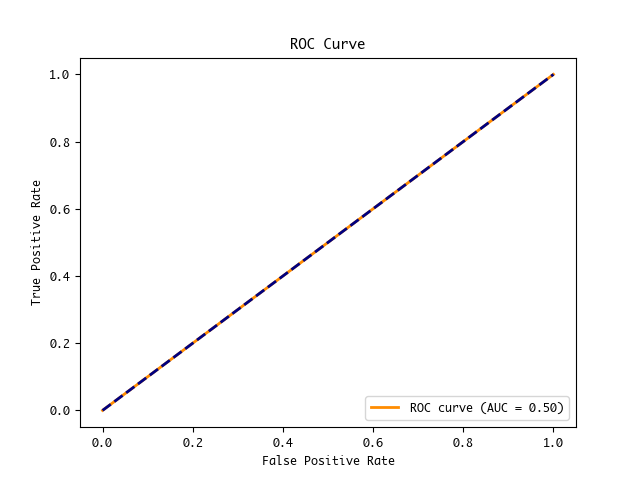 ROC Curve
True Positive Rate
1.0
0.8
0.6
0.4
0.2
0.0
ROC curve (AUC = 0.50)
0.0 0.2 0.4 0.6 0.8 1.0
False Positive Rate